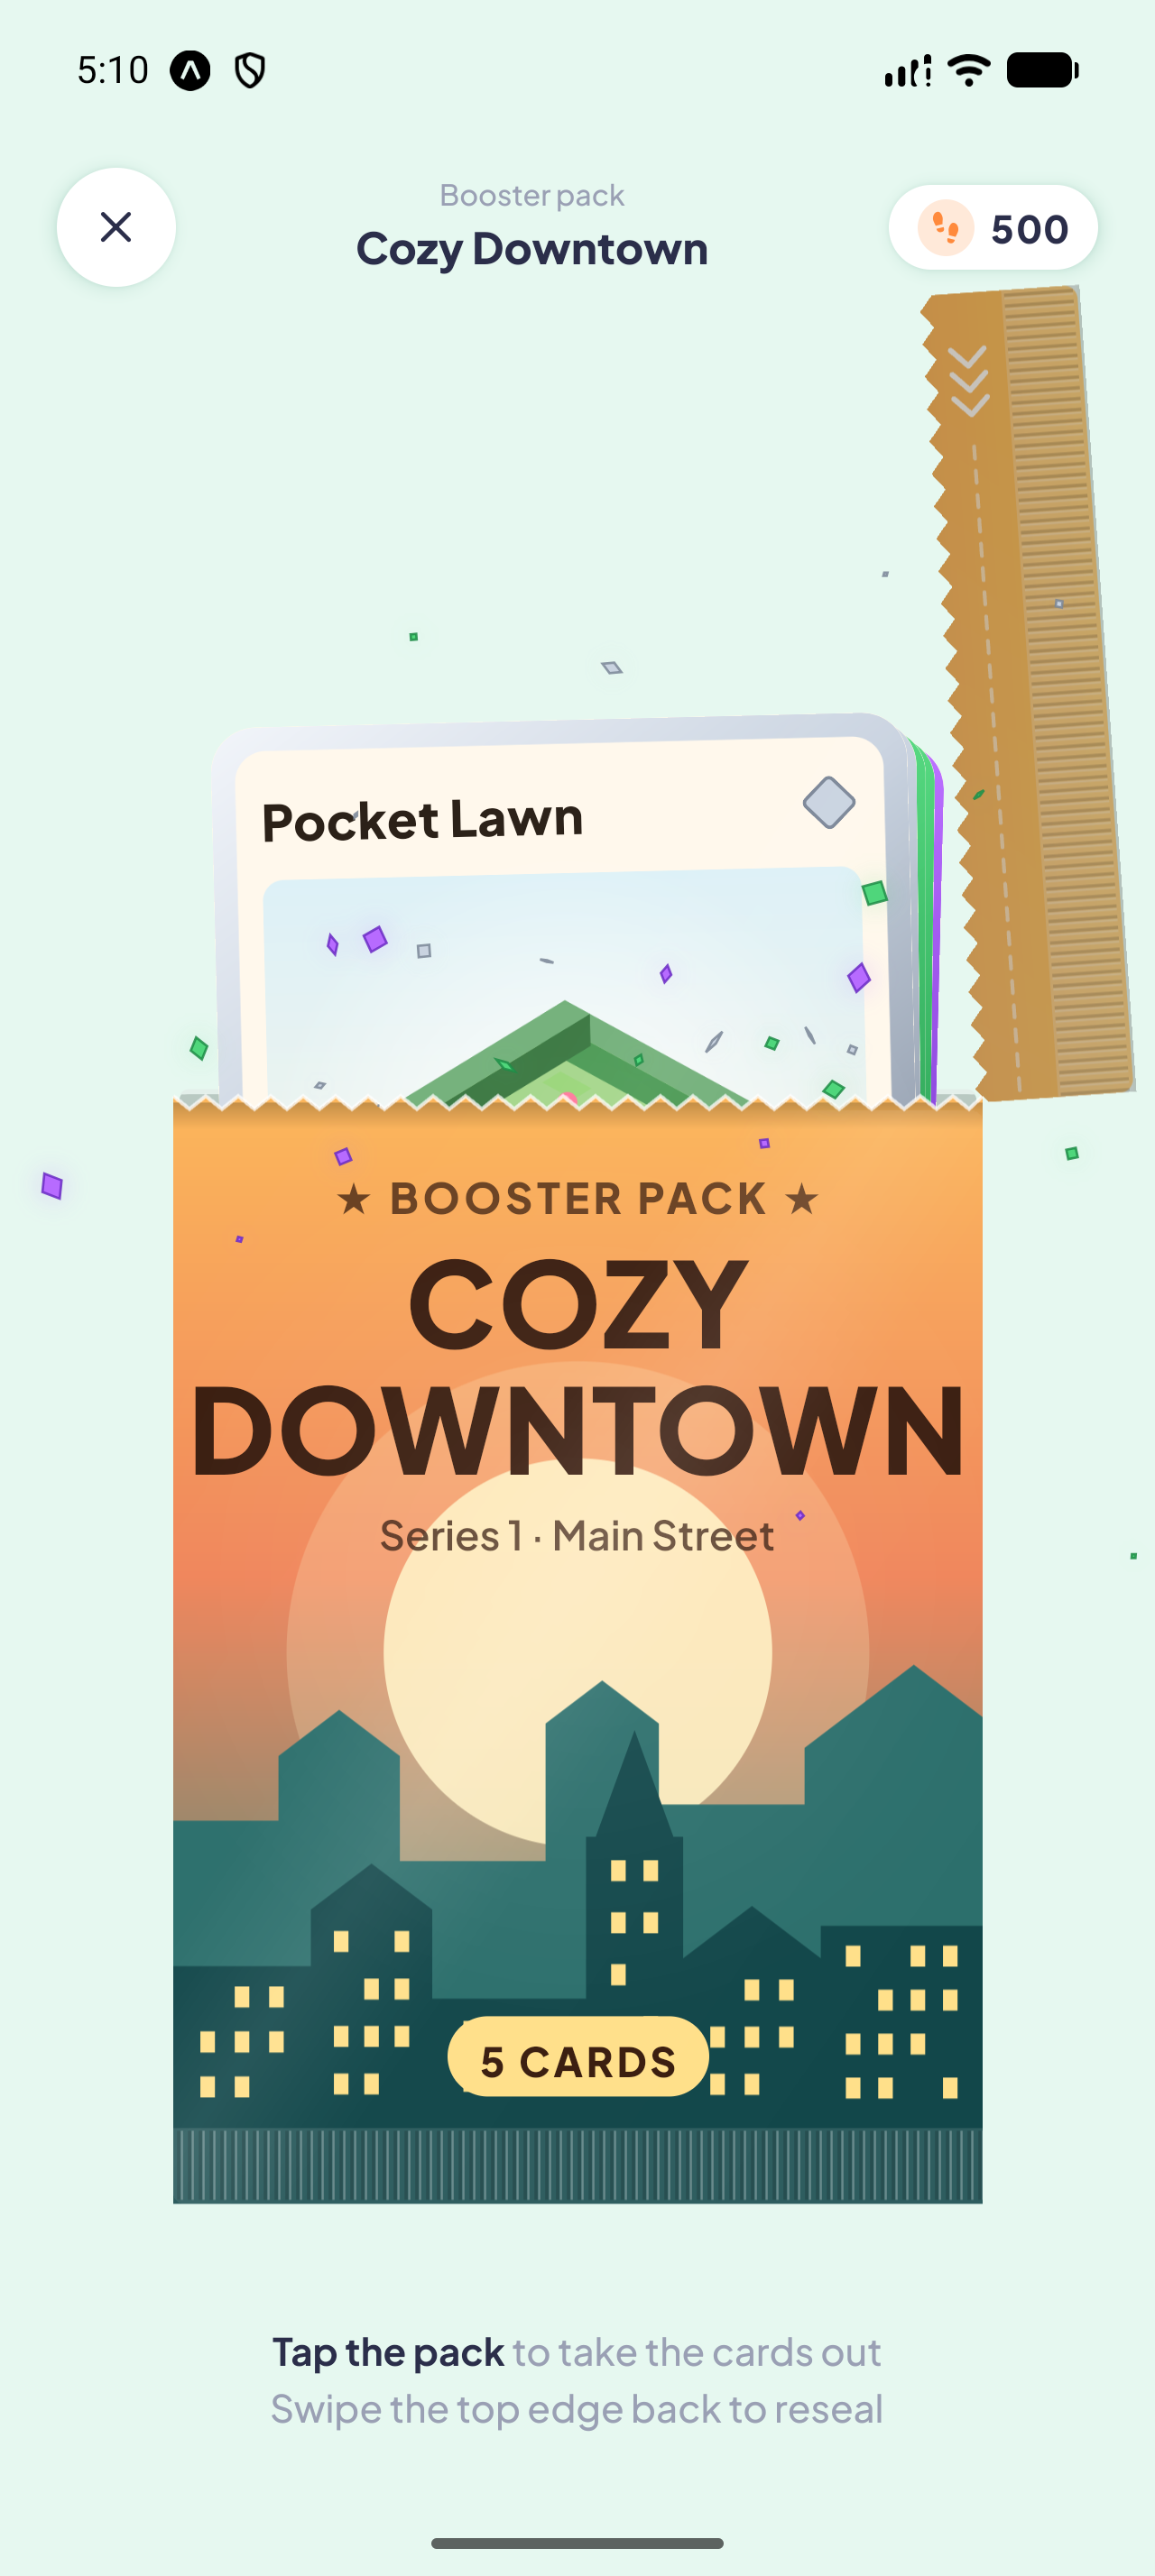 5:10
Booster pack
Cozy Downtown
500
Pocket Lawn
★ BOOSTER PACK ★
COZY
DOWNTOWN
Series 1 · Main Street
5 CARDS
Tap the pack to take the cards out
Swipe the top edge back to reseal